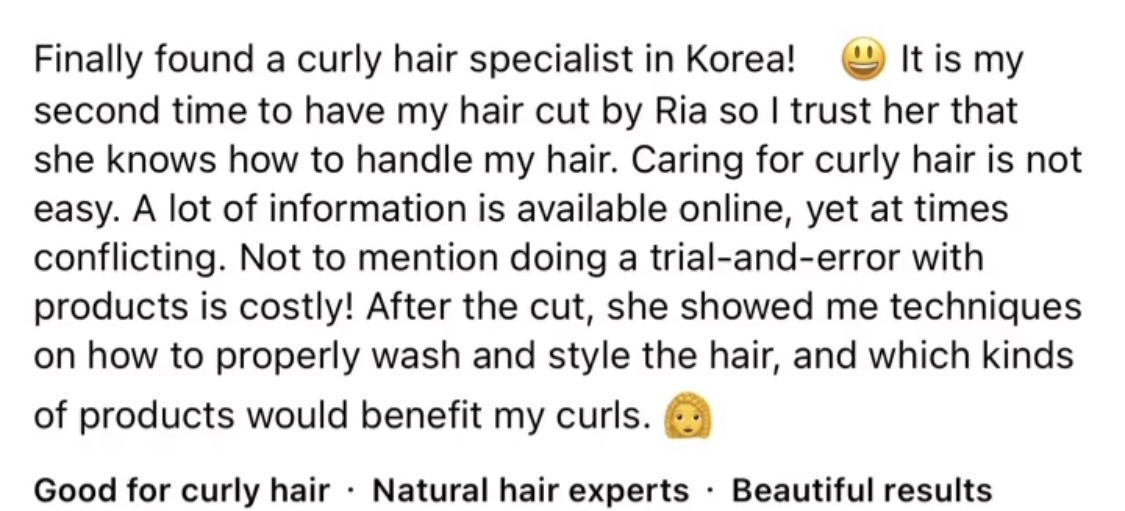 Finally found a curly hair specialist in Korea! 😃 It is my
second time to have my hair cut by Ria so I trust her that
she knows how to handle my hair. Caring for curly hair is not
easy. A lot of information is available online, yet at times
conflicting. Not to mention doing a trial-and-error with
products is costly! After the cut, she showed me techniques
on how to properly wash and style the hair, and which kinds
of products would benefit my curls. 👩‍🦱
Good for curly hair · Natural hair experts · Beautiful results